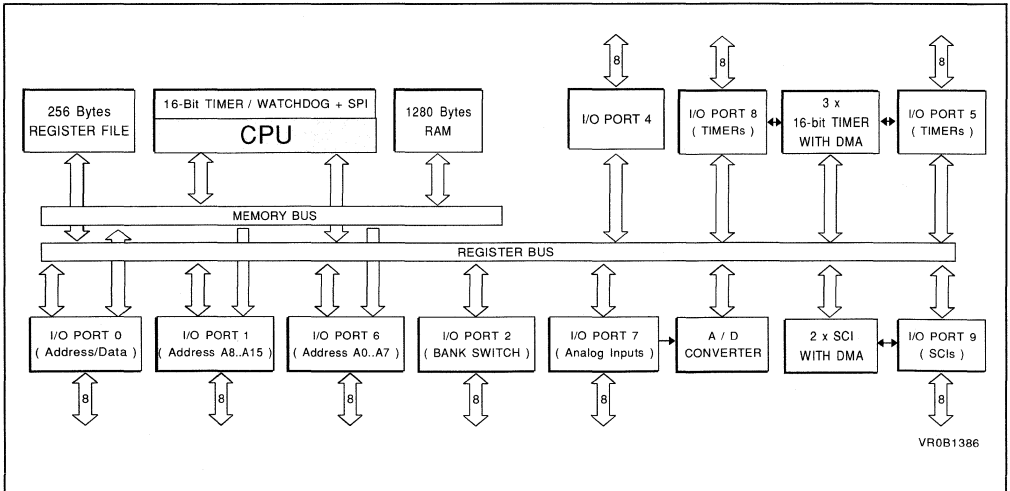 8
8
8
256 Bytes
REGISTER FILE
16-Bit TIMER / WATCHDOG + SPI
CPU
1280 Bytes
RAM
I/O PORT 4
I/O PORT 8
( TIMERs )
3 x
16-bit TIMER
WITH DMA
I/O PORT 5
( TIMERs )
MEMORY BUS
REGISTER BUS
I/O PORT 0
( Address/Data )
I/O PORT 1
( Address A8..A15 )
I/O PORT 6
( Address A0..A7 )
I/O PORT 2
( BANK SWITCH )
I/O PORT 7
( Analog Inputs )
A / D
CONVERTER
2 x SCI
WITH DMA
I/O PORT 9
( SCIs )
8
8
8
8
8
8
VR0B1386